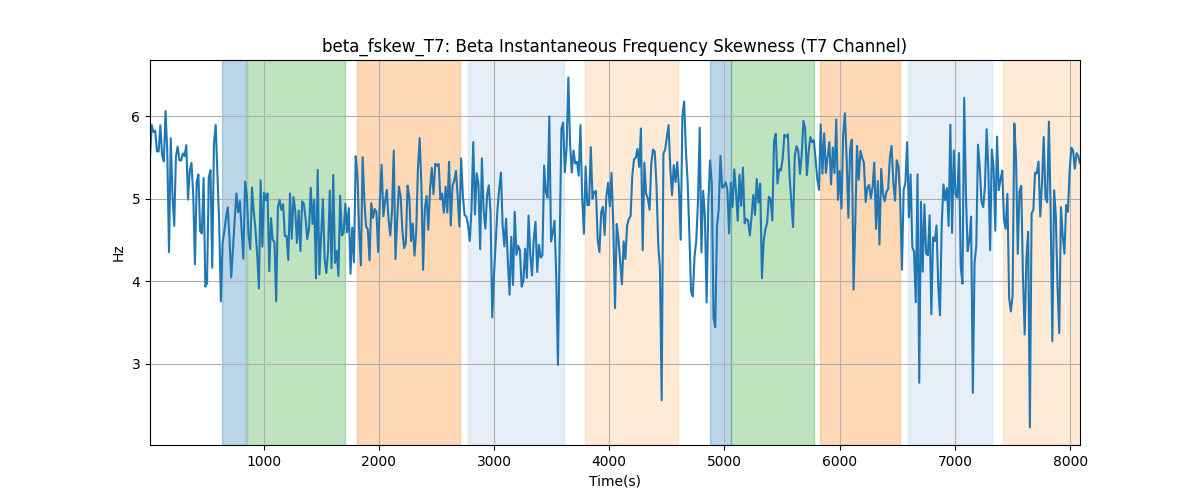 beta_fskew_T7: Beta Instantaneous Frequency Skewness (T7 Channel)
6
5
4
3
Hz
1000 2000 3000 4000 5000 6000 7000 8000
Time(s)